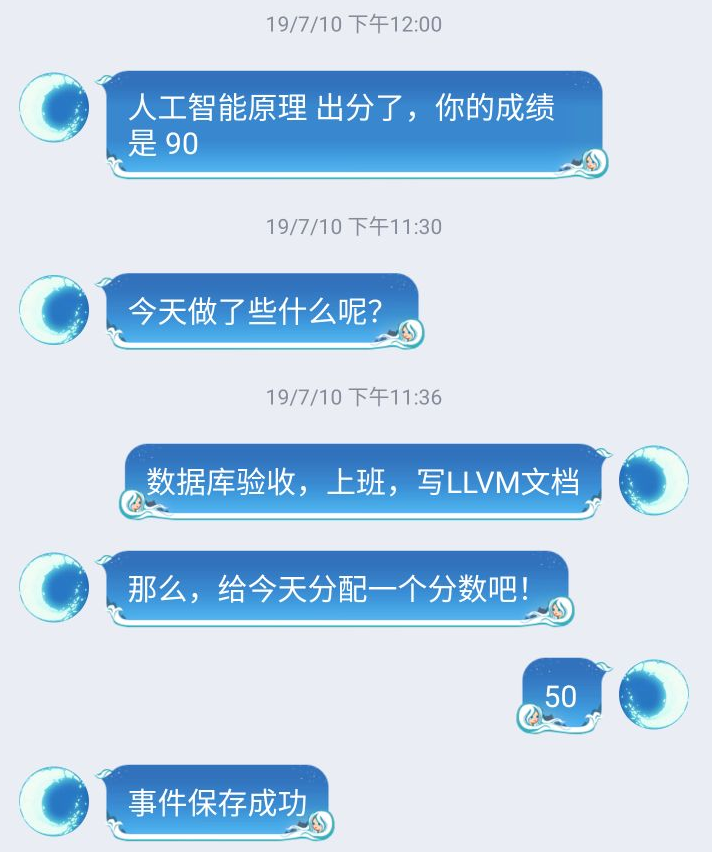 19/7/10 下午12:00
人工智能原理 出分了，你的成绩
是 90
19/7/10 下午11:30
今天做了些什么呢？
19/7/10 下午11:36
数据库验收，上班，写LLVM文档
那么，给今天分配一个分数吧！
50
事件保存成功